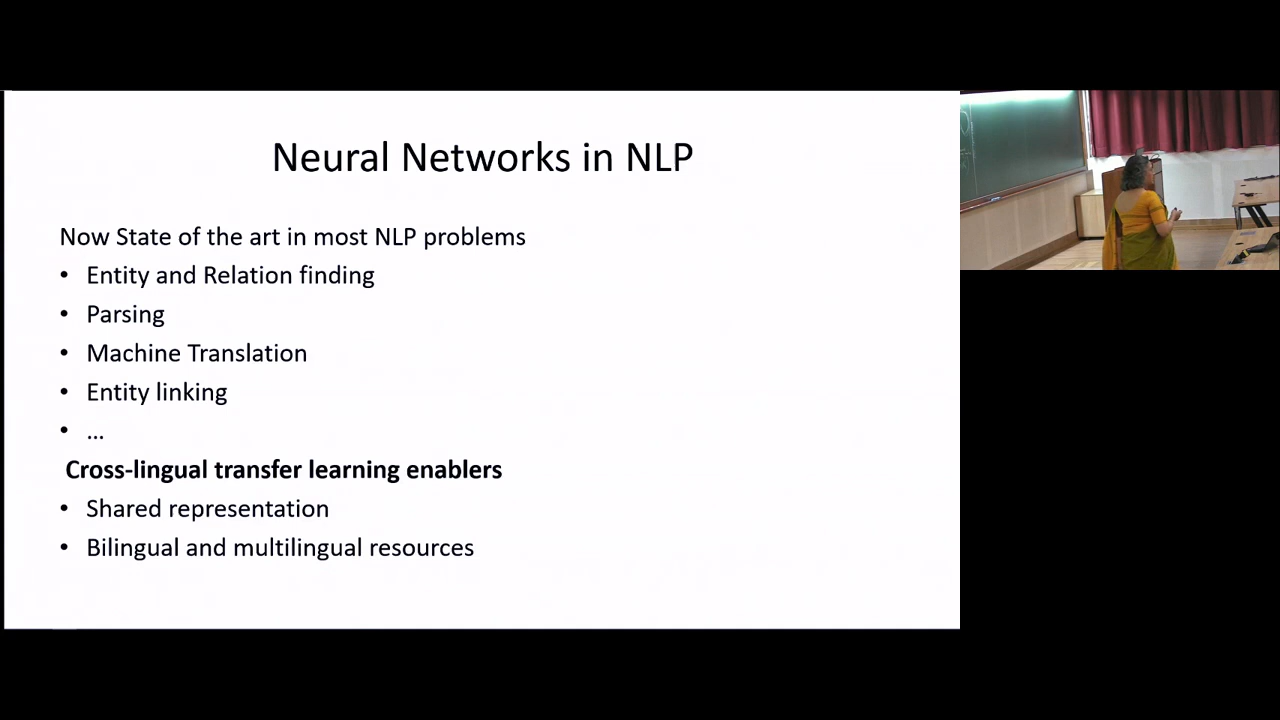 Neural Networks in NLP
Now State of the art in most NLP problems
• Entity and Relation finding
• Parsing
• Machine Translation
• Entity linking
• ...
Cross-lingual transfer learning enablers
• Shared representation
• Bilingual and multilingual resources